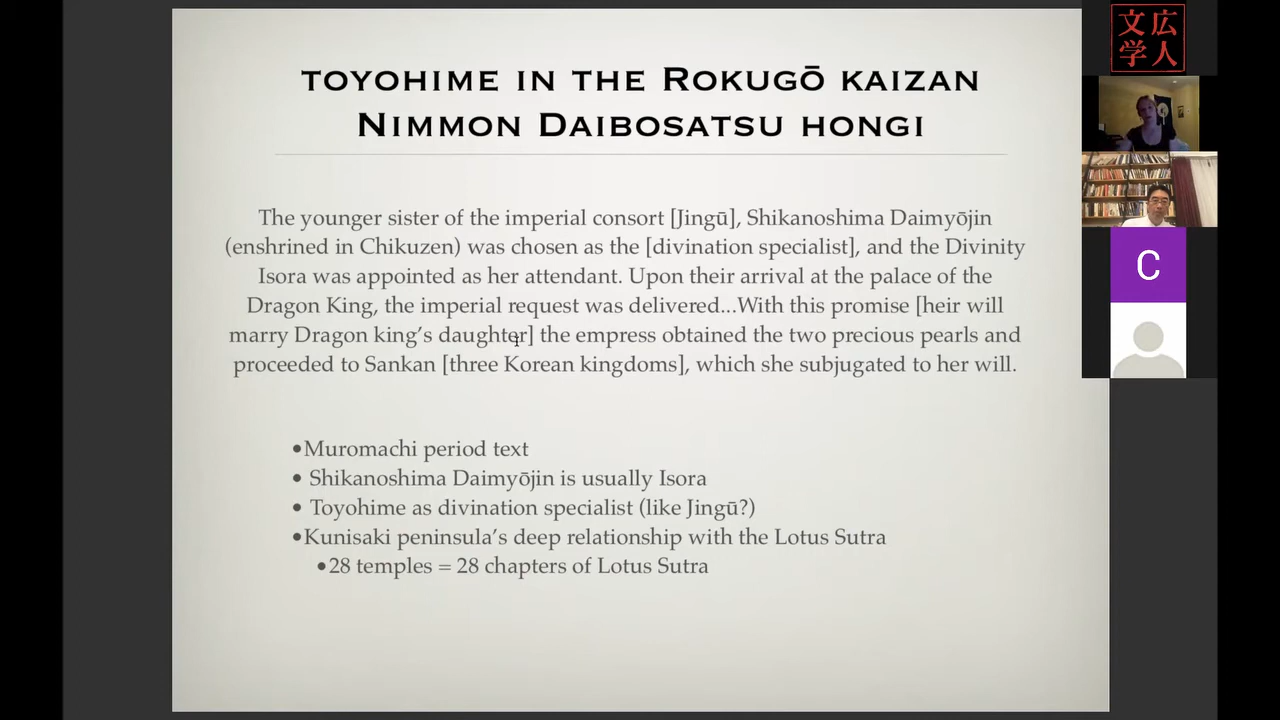 TOYOHIME IN THE ROKUGŌ KAIZAN
NIMMON DAIBOSATSU HONGI
The younger sister of the imperial consort [Jingū], Shikanoshima Daimyōjin
(enshrined in Chikuzen) was chosen as the [divination specialist], and the Divinity
Isora was appointed as her attendant. Upon their arrival at the palace of the
Dragon King, the imperial request was delivered...With this promise [heir will
marry Dragon king's daughter] the empress obtained the two precious pearls and
proceeded to Sankan [three Korean kingdoms], which she subjugated to her will.
•Muromachi period text
• Shikanoshima Daimyōjin is usually Isora
• Toyohime as divination specialist (like Jingū?)
•Kunisaki peninsula's deep relationship with the Lotus Sutra
•28 temples = 28 chapters of Lotus Sutra
文広
学人
C